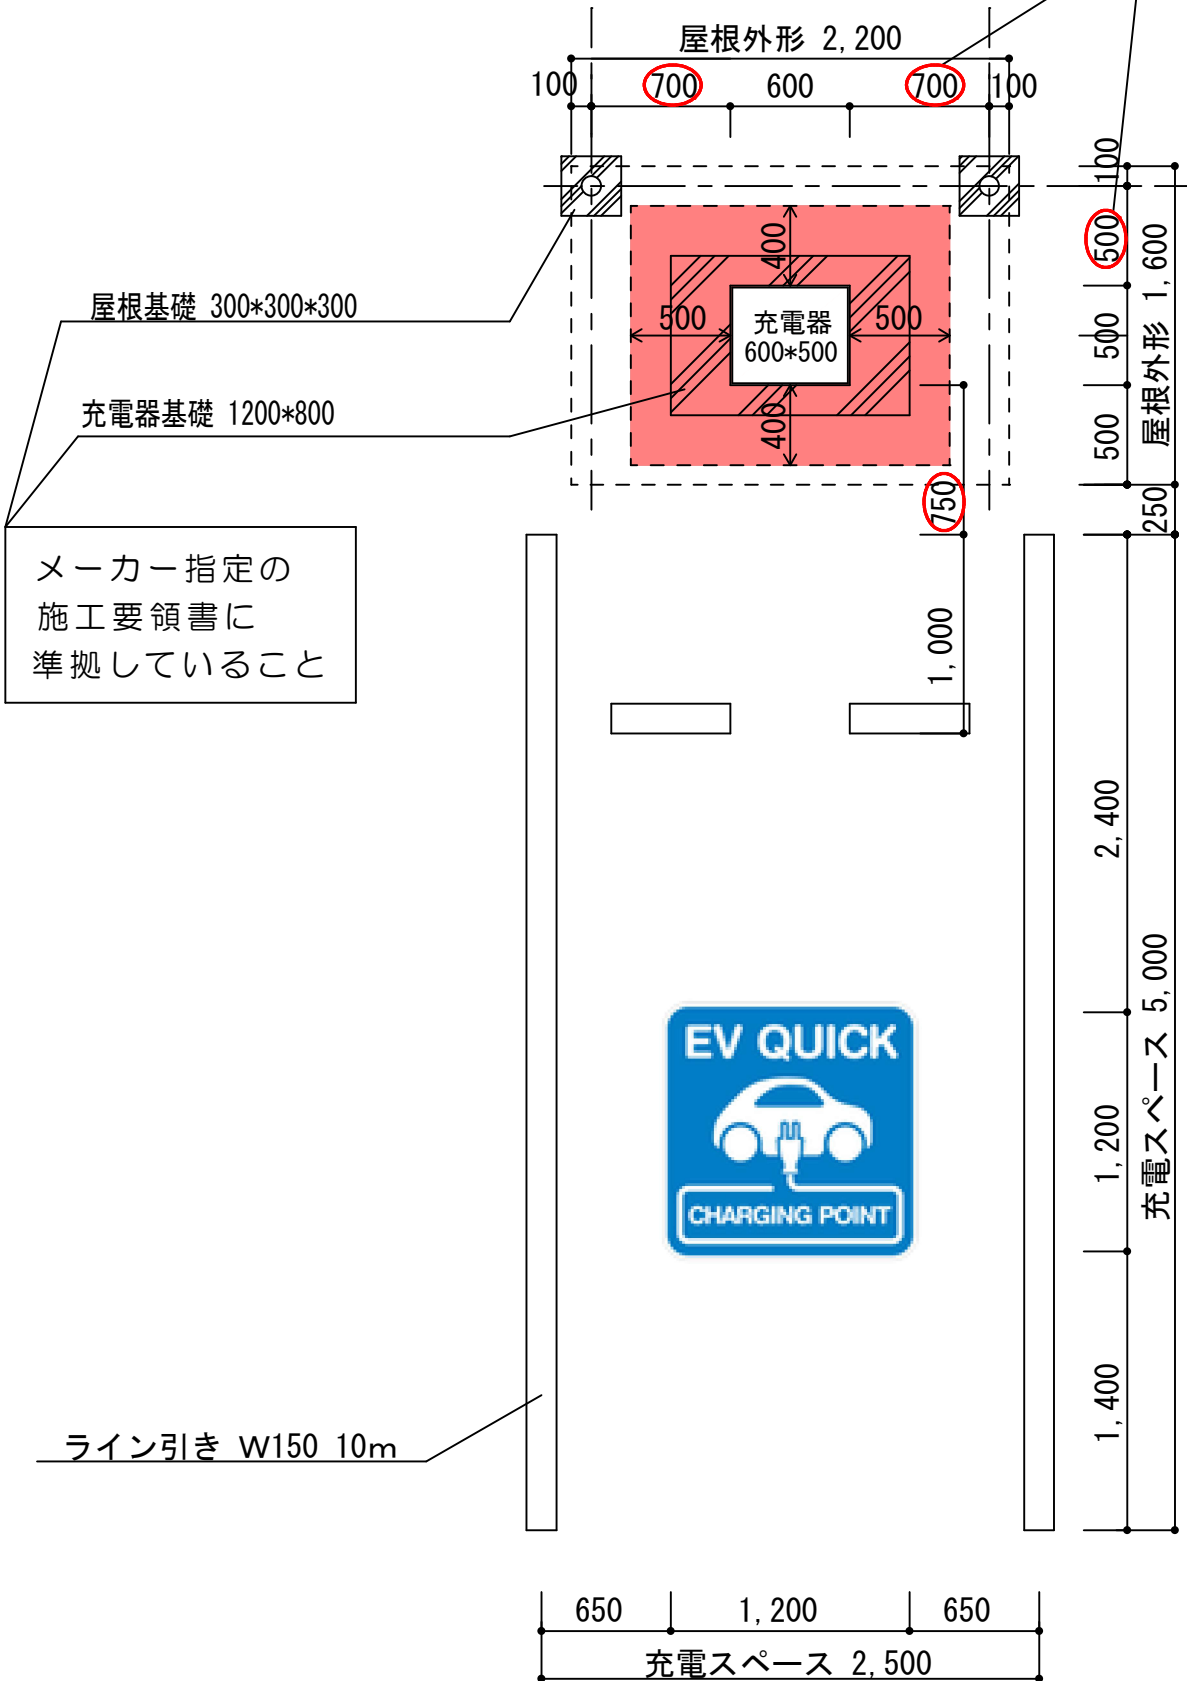 屋根外形 2,200
100 700 600 700 100
100
500
500
500
屋根外形 1,600
250
400
500 充電器 500
600*500
400
屋根基礎 300*300*300
充電器基礎 1200*800
750
メーカー指定の
施工要領書に
準拠していること
1,000
2,400
1,200
1,400
充電スペース 5,000
EV QUICK
CHARGING POINT
ライン引き W150 10m
650 1,200 650
充電スペース 2,500